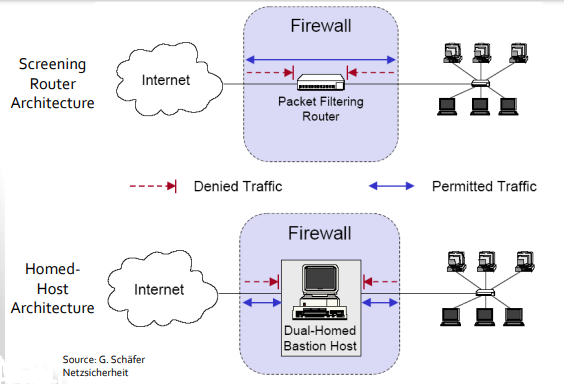 Firewall
Screening
Router
Architecture
Internet
Packet Filtering
Router
Denied Traffic
Permitted Traffic
Firewall
Homed-
Host
Architecture
Internet
Dual-Homed
Bastion Host
Source: G. Schäfer
Netzsicherheit